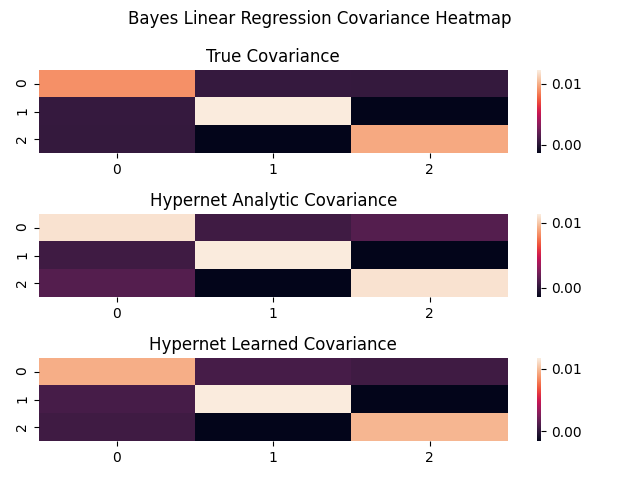 Bayes Linear Regression Covariance Heatmap
True Covariance
0
1
2
0 1 2
0.01
0.00
Hypernet Analytic Covariance
0
1
2
0 1 2
0.01
0.00
Hypernet Learned Covariance
0
1
2
0 1 2
0.01
0.00